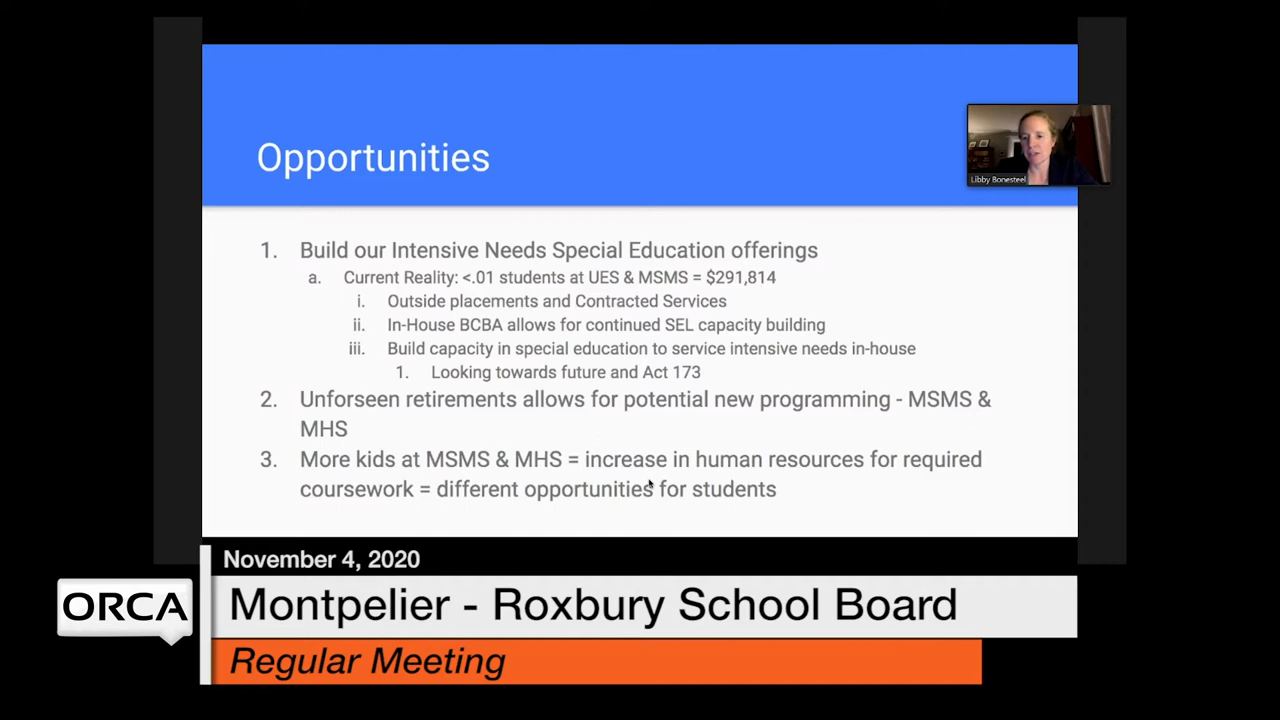 Opportunities
Libby Bonesteel
1. Build our Intensive Needs Special Education offerings
a. Current Reality: <.01 students at UES & MSMS = $291,814
i. Outside placements and Contracted Services
ii. In-House BCBA allows for continued SEL capacity building
iii. Build capacity in special education to service intensive needs in-house
1. Looking towards future and Act 173
2. Unforseen retirements allows for potential new programming - MSMS &
MHS
3. More kids at MSMS & MHS = increase in human resources for required
coursework = different opportunities for students
November 4, 2020
ORCA
Montpelier - Roxbury School Board
Regular Meeting